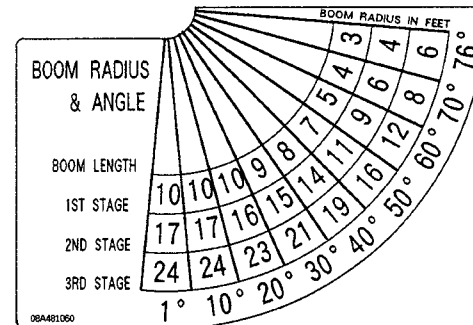 BOOM RADIUS IN FEET
BOOM RADIUS
& ANGLE
BOOM LENGTH
1ST STAGE 10 10 10 9 8 7 5 4 3
2ND STAGE 17 17 16 15 14 11 9 6 4
3RD STAGE 24 24 23 21 19 16 12 8 6
1° 10° 20° 30° 40° 50° 60° 70° 76°
08A481060